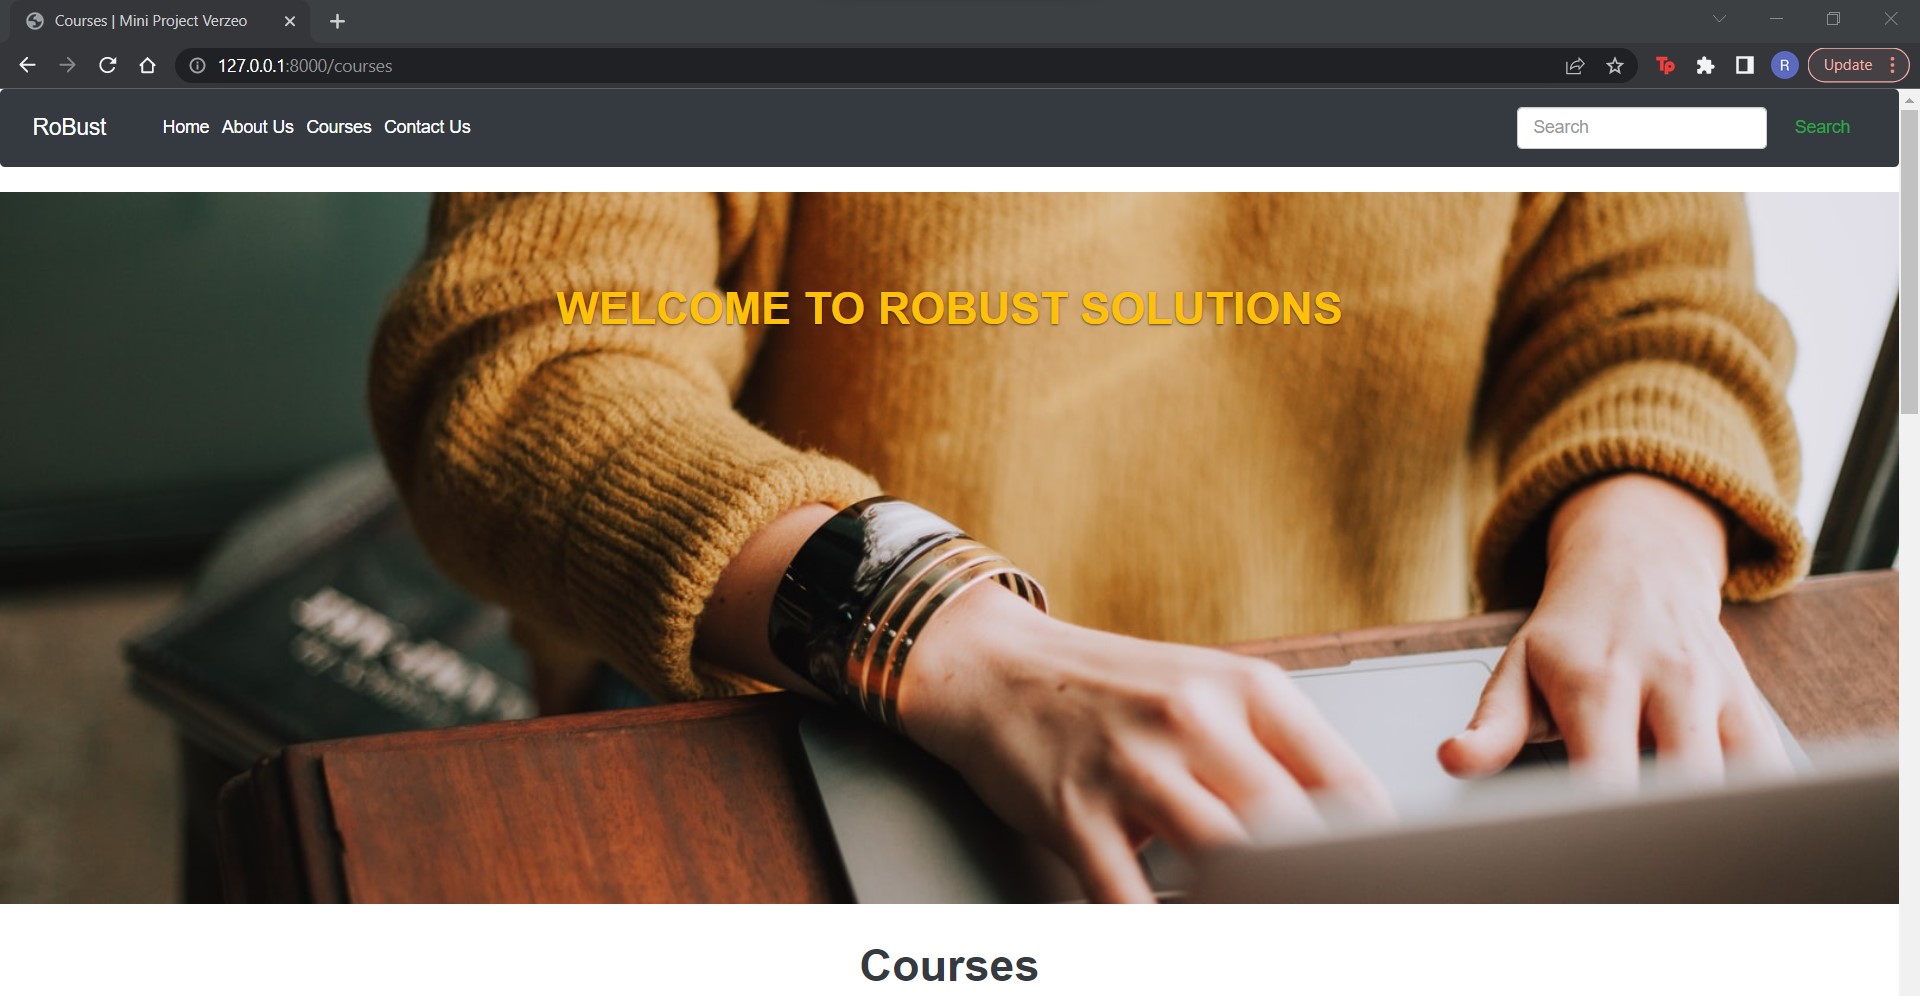 Courses | Mini Project Verzeo
127.0.0.1:8000/courses
R
Update
RoBust
Home About Us Courses Contact Us
Search
Search
WELCOME TO ROBUST SOLUTIONS
Courses